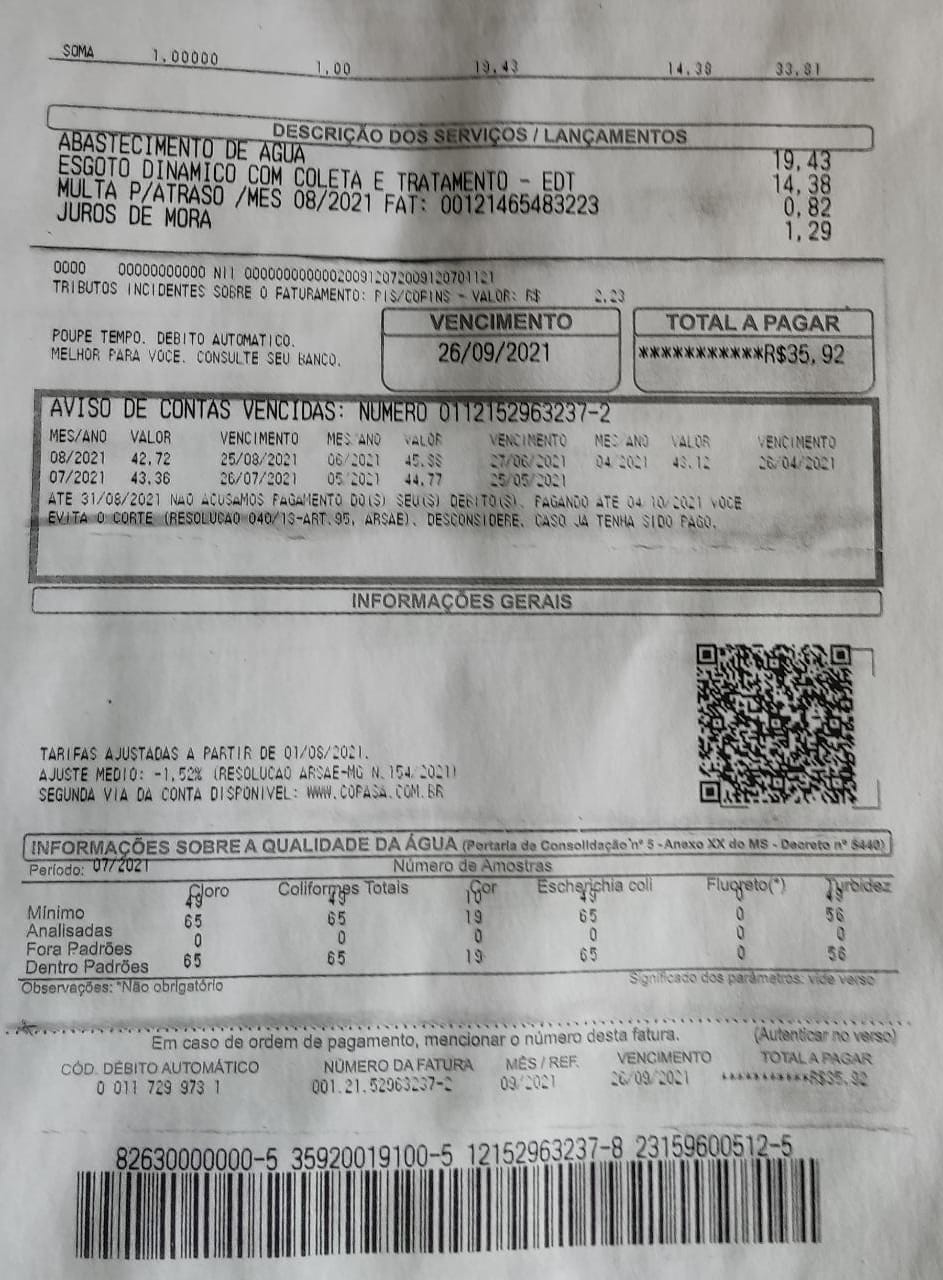 SOMA 1,00000 1,00 19,43 14,38 33,81
DESCRIÇÃO DOS SERVIÇOS / LANÇAMENTOS
ABASTECIMENTO DE AGUA 19,43
ESGOTO DINAMICO COM COLETA E TRATAMENTO - EDT 14,38
MULTA P/ATRASO /MES 08/2021 FAT: 00121465483223 0,82
JUROS DE MORA 1,29
TRIBUTOS INCIDENTES SOBRE O FATURAMENTO: PIS/COFINS - VALOR: R$ 2,23
POUPE TEMPO. DEBITO AUTOMATICO.
MELHOR PARA VOCE. CONSULTE SEU BANCO.
VENCIMENTO
26/09/2021
TOTAL A PAGAR
***********R$35,92
AVISO DE CONTAS VENCIDAS: NUMERO 0112152963237-2
MES/ANO VALOR VENCIMENTO MES/ANO VALOR VENCIMENTO MES/ANO VALOR VENCIMENTO
08/2021 42,72 25/08/2021 06/2021 45,88 27/06/2021 04/2021 43,12 26/04/2021
07/2021 43,36 26/07/2021 05/2021 44,77 25/05/2021
ATE 31/08/2021 NAO ACUSAMOS PAGAMENTO DO(S) SEU(S) DEBITO(S). PAGANDO ATE 04/10/2021 VOCE
EVITA O CORTE (RESOLUCAO 040/13-ART.95, ARSAE). DESCONSIDERE, CASO JA TENHA SIDO PAGO.
INFORMAÇÕES GERAIS
TARIFAS AJUSTADAS A PARTIR DE 01/08/2021.
AJUSTE MEDIO: -1,52% (RESOLUCAO ARSAE-MG N.154/2021)
SEGUNDA VIA DA CONTA DISPONIVEL: WWW.COPASA.COM.BR
INFORMAÇÕES SOBRE A QUALIDADE DA ÁGUA (Portaria de Consolidação nº 5 - Anexo XX do MS - Decreto nº 5440)
Período: 07/2021 Número de Amostras
Cloro Coliformes Totais Cor Escherichia coli Fluoreto(*) Turbidez
Mínimo 49 49 10 49 0 49
Analisadas 65 65 19 65 0 56
Fora Padrões 0 0 0 0 0 0
Dentro Padrões 65 65 19 65 0 56
Observações: *Não obrigatório Significado dos parâmetros: vide verso
Em caso de ordem de pagamento, mencionar o número desta fatura. (Autenticar no verso)
CÓD. DÉBITO AUTOMÁTICO NÚMERO DA FATURA MÊS / REF. VENCIMENTO TOTAL A PAGAR
0 011 729 973 1 001.21.52963237-2 09/2021 26/09/2021 ***********R$35,92
82630000000-5 35920019100-5 12152963237-8 23159600512-5